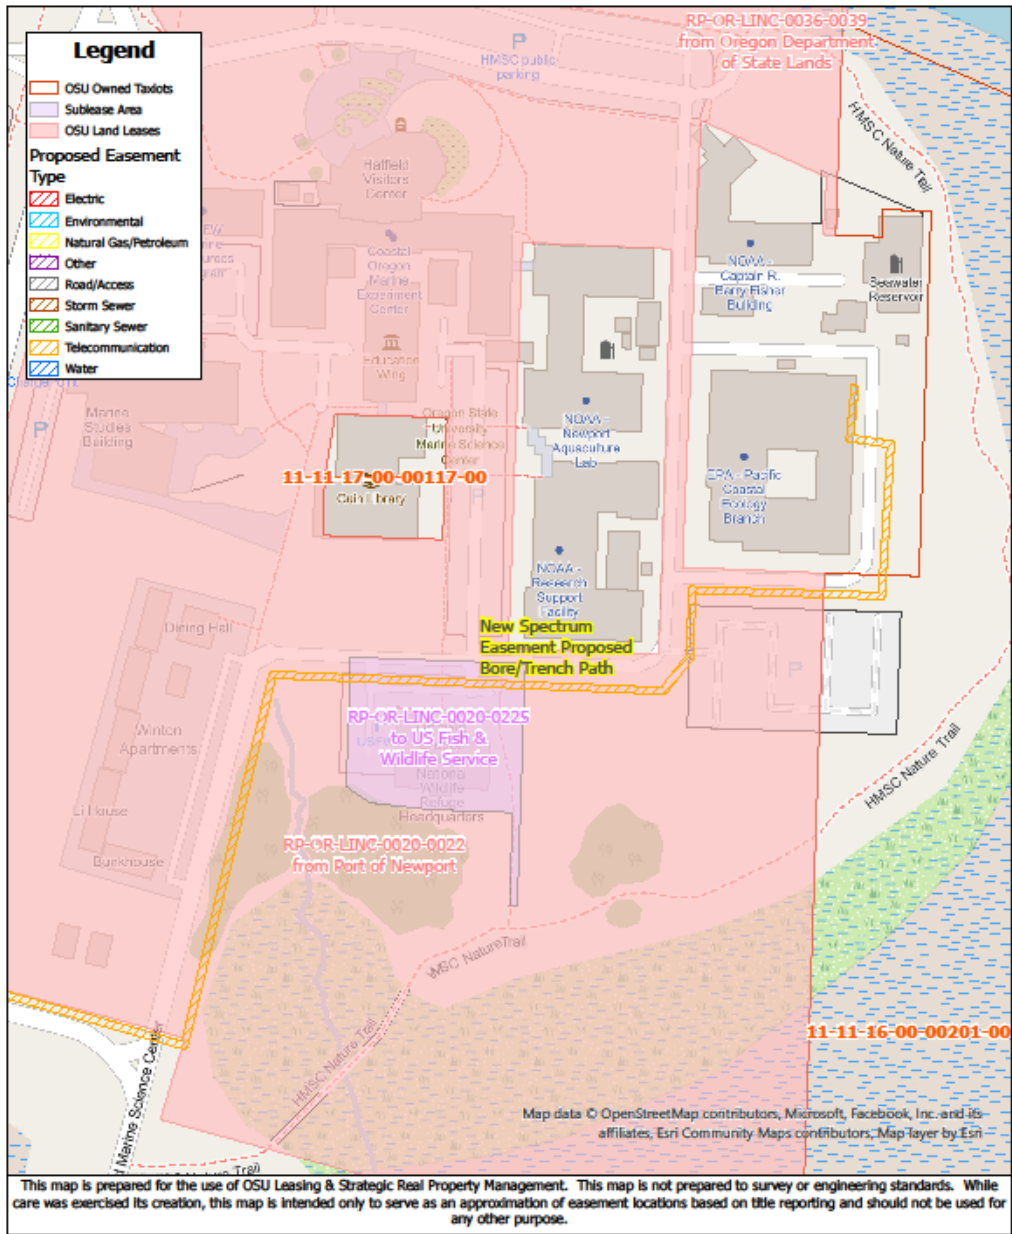 Legend
OSU Owned Taxlots
Sublease Area
OSU Land Leases
Proposed Easement
Type
Electric
Environmental
Natural Gas/Petroleum
Other
Road/Access
Storm Sewer
Sanitary Sewer
Telecommunication
Water
RP-OR-LINC-0036-0039
from Oregon Department
of State Lands
P
HMSC public
parking
HMSC Nature Trail
Hatfield
Visitors
Center
Coastal
Oregon
Marine
Experiment
Center
NOAA -
Captain R.
Barry Fisher
Building
Seawater
Reservoir
Education
Wing
P
Marine
Studies
Building
Oregon State
University
Marine Science
Center
NOAA -
Newport
Aquaculture
Lab
11-11-17-00-00117-00
P
Guin Library
EPA - Pacific
Coastal
Ecology
Branch
NOAA -
Research
Support
Facility
Dining Hall
New Spectrum
Easement Proposed
Bore/Trench Path
P
RP-OR-LINC-0020-0225
to US Fish &
Wildlife Service
National
Wildlife
Refuge
Headquarters
Winton
Apartments
HMSC Nature Trail
Li House
Bunkhouse
RP-OR-LINC-0020-0022
from Port of Newport
HMSC Nature Trail
HMSC Nature Trail
11-11-16-00-00201-00
Marine Science Center
Trail
Map data © OpenStreetMap contributors, Microsoft, Facebook, Inc. and its
affiliates, Esri Community Maps contributors, Map layer by Esri
This map is prepared for the use of OSU Leasing & Strategic Real Property Management. This map is not prepared to survey or engineering standards. While
care was exercised its creation, this map is intended only to serve as an approximation of easement locations based on title reporting and should not be used for
any other purpose.